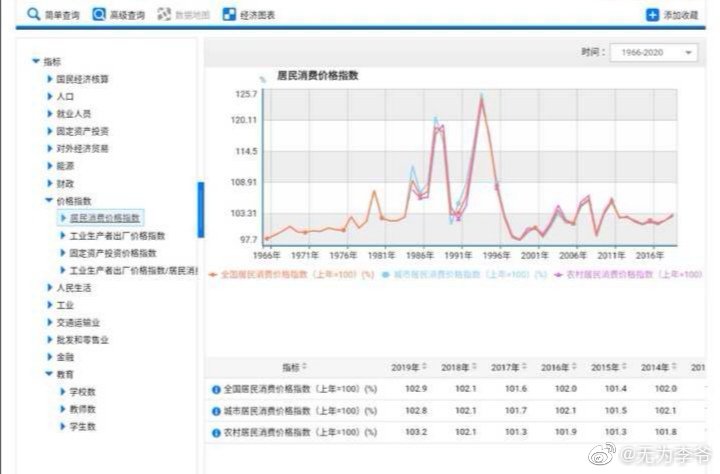 简单查询 高级查询 数据地图 经济图表 添加收藏
时间： 1966-2020
指标
国民经济核算
人口
就业人员
固定资产投资
对外经济贸易
能源
财政
价格指数
居民消费价格指数
工业生产者出厂价格指数
固定资产投资价格指数
工业生产者出厂价格指数/居民消
人民生活
工业
交通运输业
批发和零售业
金融
教育
学校数
教师数
学生数
% 居民消费价格指数
125.7
120.11
114.5
108.91
103.31
97.7
1966年 1971年 1976年 1981年 1986年 1991年 1996年 2001年 2006年 2011年 2016年
全国居民消费价格指数（上年=100）(%) 城市居民消费价格指数（上年=100）(%) 农村居民消费价格指数（上年=100）
指标 2019年 2018年 2017年 2016年 2015年 2014年 201
全国居民消费价格指数（上年=100）(%) 102.9 102.1 101.6 102.0 101.4 102.0
城市居民消费价格指数（上年=100）(%) 102.8 102.1 101.7 102.1 101.5 102.1
农村居民消费价格指数（上年=100）(%) 103.2 102.1 101.3 101.9 101.3 101.8
@无为李爷